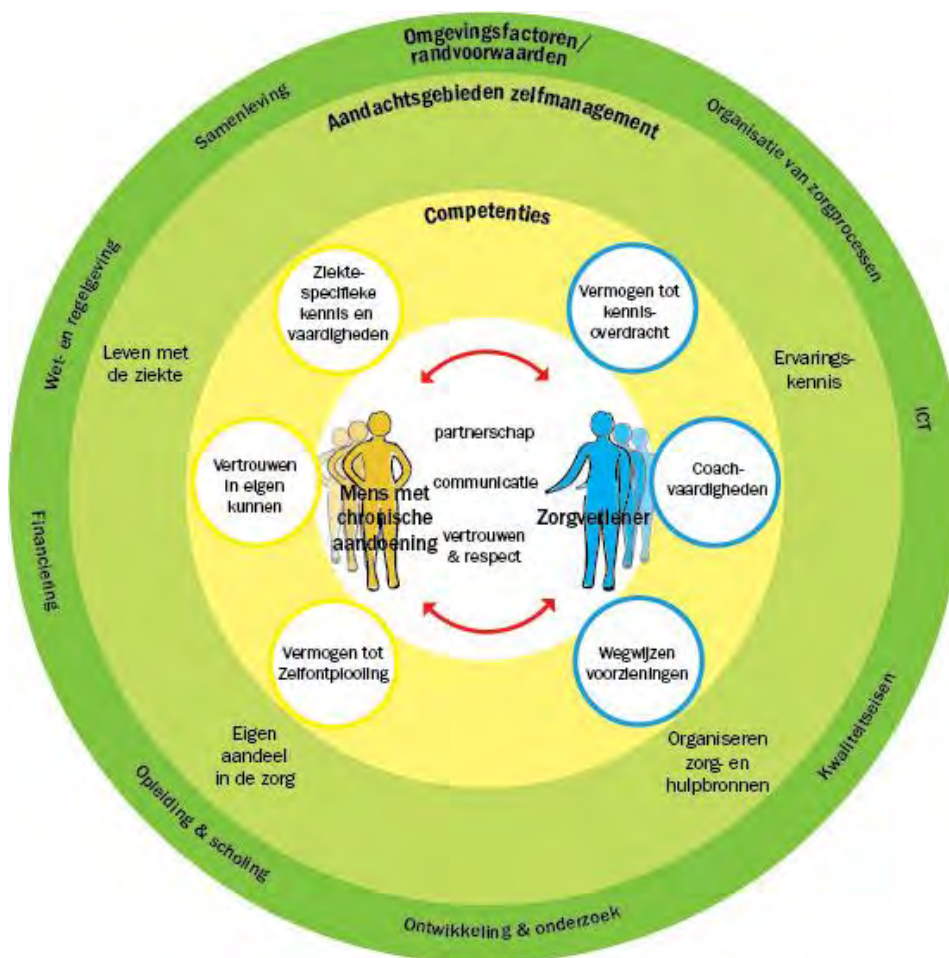 Omgevingsfactoren/
randvoorwaarden
Samenleving
Organisatie van zorgprocessen
Wet- en regelgeving
ICT
Financiering
Kwaliteitseisen
Opleiding & scholing
Ontwikkeling & onderzoek
Aandachtsgebieden zelfmanagement
Leven met
de ziekte
Ervarings-
kennis
Eigen
aandeel
in de zorg
Organiseren
zorg- en
hulpbronnen
Competenties
Ziekte-
specifieke
kennis en
vaardigheden
Vermogen tot
kennis-
overdracht
Vertrouwen
in eigen
kunnen
Coach-
vaardigheden
Vermogen tot
Zelfontplooiing
Wegwijzen
voorzieningen
partnerschap
communicatie
vertrouwen
& respect
Mens met
chronische
aandoening
Zorgverlener